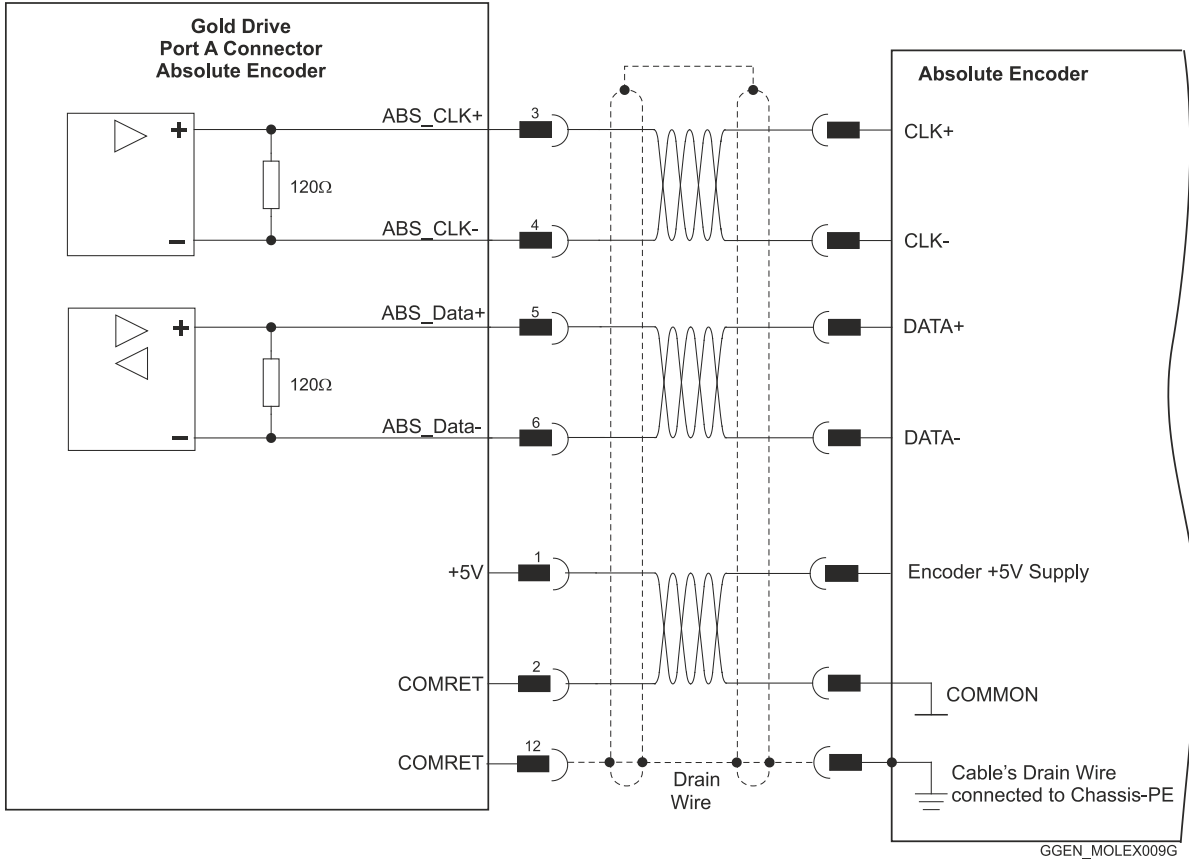 Gold Drive
Port A Connector
Absolute Encoder
Absolute Encoder
+
120Ω
−
ABS_CLK+
3
CLK+
ABS_CLK-
4
CLK-
+
120Ω
−
ABS_Data+
5
DATA+
ABS_Data-
6
DATA-
+5V
1
Encoder +5V Supply
COMRET
2
COMMON
COMRET
12
Drain
Wire
Cable's Drain Wire
connected to Chassis-PE
GGEN_MOLEX009G